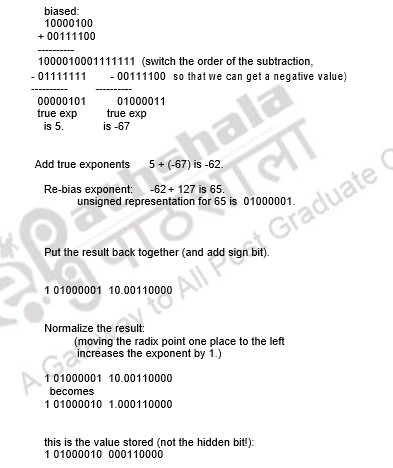 biased:
10000100
+ 00111100
----------
1000010001111111 (switch the order of the subtraction,
- 01111111 - 00111100 so that we can get a negative value)
---------- ----------
00000101 01000011
true exp true exp
is 5. is -67
Add true exponents 5 + (-67) is -62.
Re-bias exponent: -62 + 127 is 65.
unsigned representation for 65 is 01000001.
Put the result back together (and add sign bit).
1 01000001 10.00110000
Normalize the result:
(moving the radix point one place to the left
increases the exponent by 1.)
1 01000001 10.00110000
becomes
1 01000010 1.000110000
this is the value stored (not the hidden bit!):
1 01000010 000110000
pathshala
पाठशाला
A Gateway to All Post Graduate C